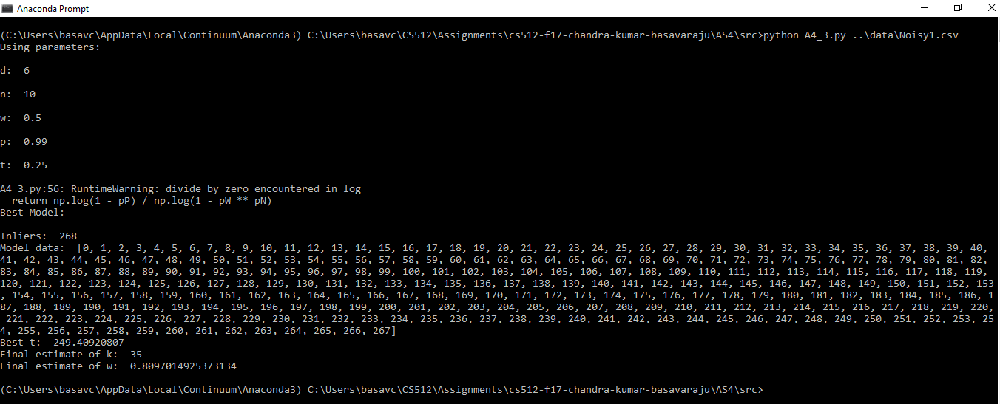 Anaconda Prompt
(C:\Users\basavc\AppData\Local\Continuum\Anaconda3) C:\Users\basavc\CS512\Assignments\cs512-f17-chandra-kumar-basavaraju\AS4\src>python A4_3.py ..\data\Noisy1.csv
Using parameters:
d:  6
n:  10
w:  0.5
p:  0.99
t:  0.25
A4_3.py:56: RuntimeWarning: divide by zero encountered in log
  return np.log(1 - pP) / np.log(1 - pW ** pN)
Best Model:
Inliers:  268
Model data:  [0, 1, 2, 3, 4, 5, 6, 7, 8, 9, 10, 11, 12, 13, 14, 15, 16, 17, 18, 19, 20, 21, 22, 23, 24, 25, 26, 27, 28, 29, 30, 31, 32, 33, 34, 35, 36, 37, 38, 39, 40,
41, 42, 43, 44, 45, 46, 47, 48, 49, 50, 51, 52, 53, 54, 55, 56, 57, 58, 59, 60, 61, 62, 63, 64, 65, 66, 67, 68, 69, 70, 71, 72, 73, 74, 75, 76, 77, 78, 79, 80, 81, 82,
83, 84, 85, 86, 87, 88, 89, 90, 91, 92, 93, 94, 95, 96, 97, 98, 99, 100, 101, 102, 103, 104, 105, 106, 107, 108, 109, 110, 111, 112, 113, 114, 115, 116, 117, 118, 119,
120, 121, 122, 123, 124, 125, 126, 127, 128, 129, 130, 131, 132, 133, 134, 135, 136, 137, 138, 139, 140, 141, 142, 143, 144, 145, 146, 147, 148, 149, 150, 151, 152, 153
, 154, 155, 156, 157, 158, 159, 160, 161, 162, 163, 164, 165, 166, 167, 168, 169, 170, 171, 172, 173, 174, 175, 176, 177, 178, 179, 180, 181, 182, 183, 184, 185, 186, 1
87, 188, 189, 190, 191, 192, 193, 194, 195, 196, 197, 198, 199, 200, 201, 202, 203, 204, 205, 206, 207, 208, 209, 210, 211, 212, 213, 214, 215, 216, 217, 218, 219, 220,
 221, 222, 223, 224, 225, 226, 227, 228, 229, 230, 231, 232, 233, 234, 235, 236, 237, 238, 239, 240, 241, 242, 243, 244, 245, 246, 247, 248, 249, 250, 251, 252, 253, 25
4, 255, 256, 257, 258, 259, 260, 261, 262, 263, 264, 265, 266, 267]
Best t:  249.40920807
Final estimate of k:  35
Final estimate of w:  0.8097014925373134
(C:\Users\basavc\AppData\Local\Continuum\Anaconda3) C:\Users\basavc\CS512\Assignments\cs512-f17-chandra-kumar-basavaraju\AS4\src>